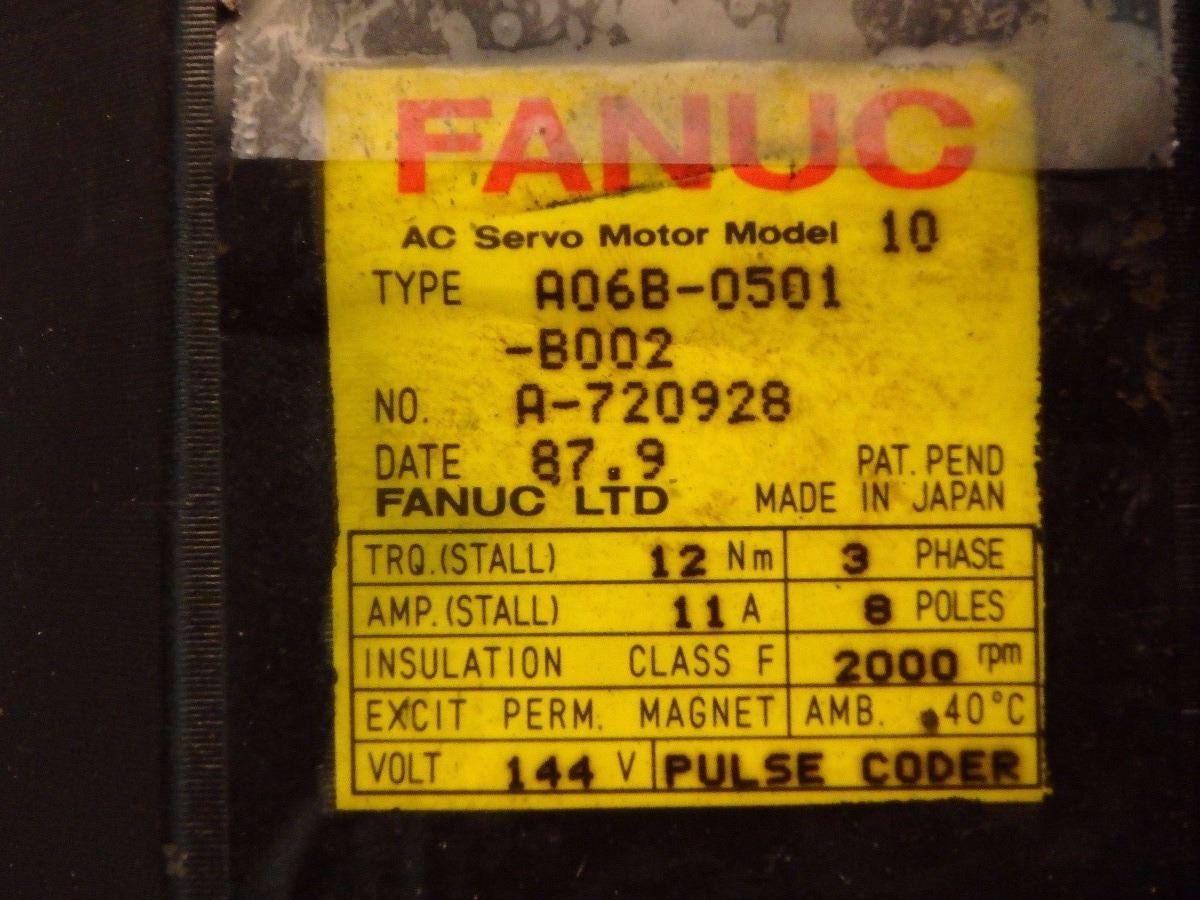 FANUC
AC Servo Motor Model 10
TYPE A06B-0501
-B002
NO. A-720928
DATE 87.9 PAT. PEND
FANUC LTD MADE IN JAPAN
TRQ.(STALL) 12 Nm 3 PHASE
AMP.(STALL) 11 A 8 POLES
INSULATION CLASS F 2000 rpm
EXCIT PERM. MAGNET AMB. 40°C
VOLT 144 V PULSE CODER